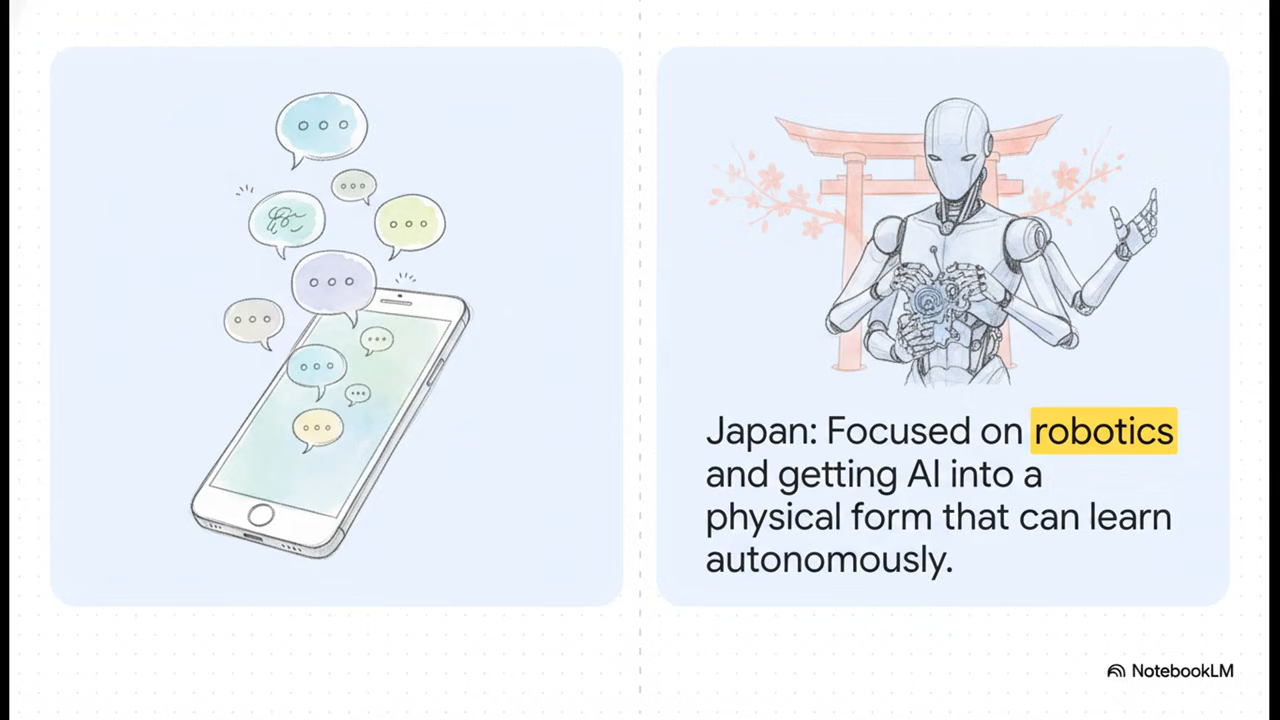 Japan: Focused on robotics
and getting AI into a
physical form that can learn
autonomously.
NotebookLM